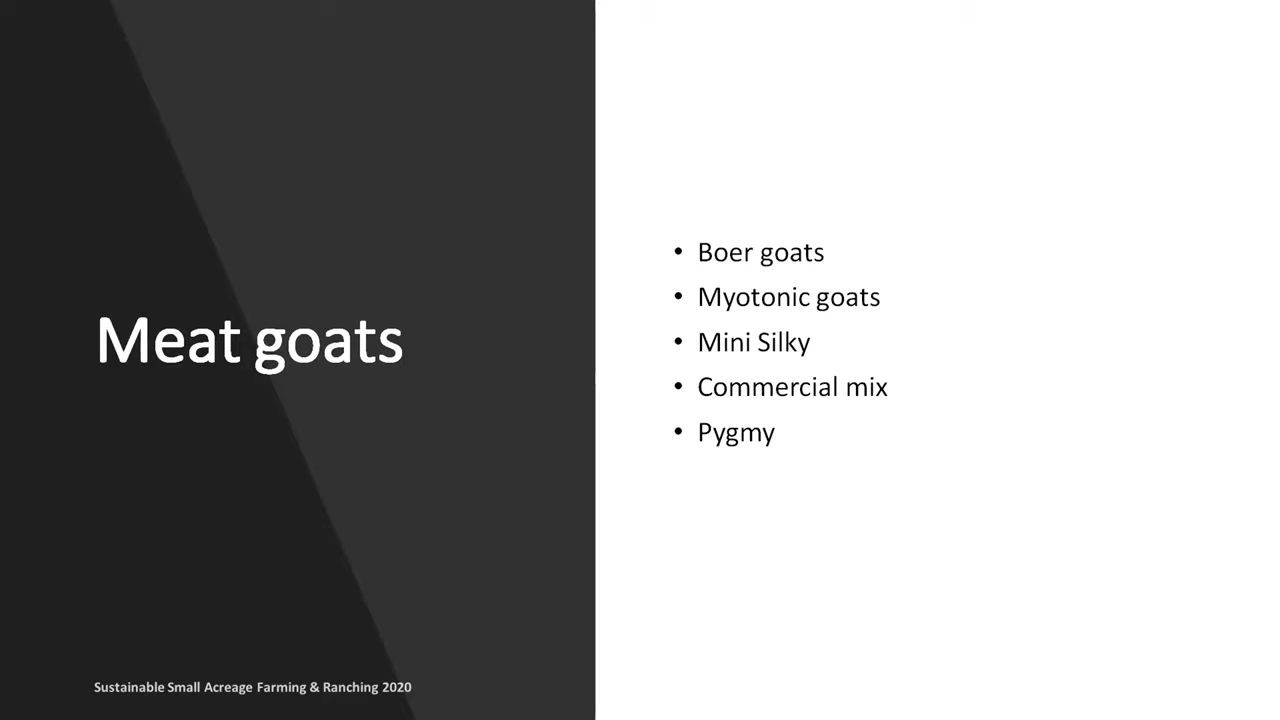 Meat goats
• Boer goats
• Myotonic goats
• Mini Silky
• Commercial mix
• Pygmy
Sustainable Small Acreage Farming & Ranching 2020